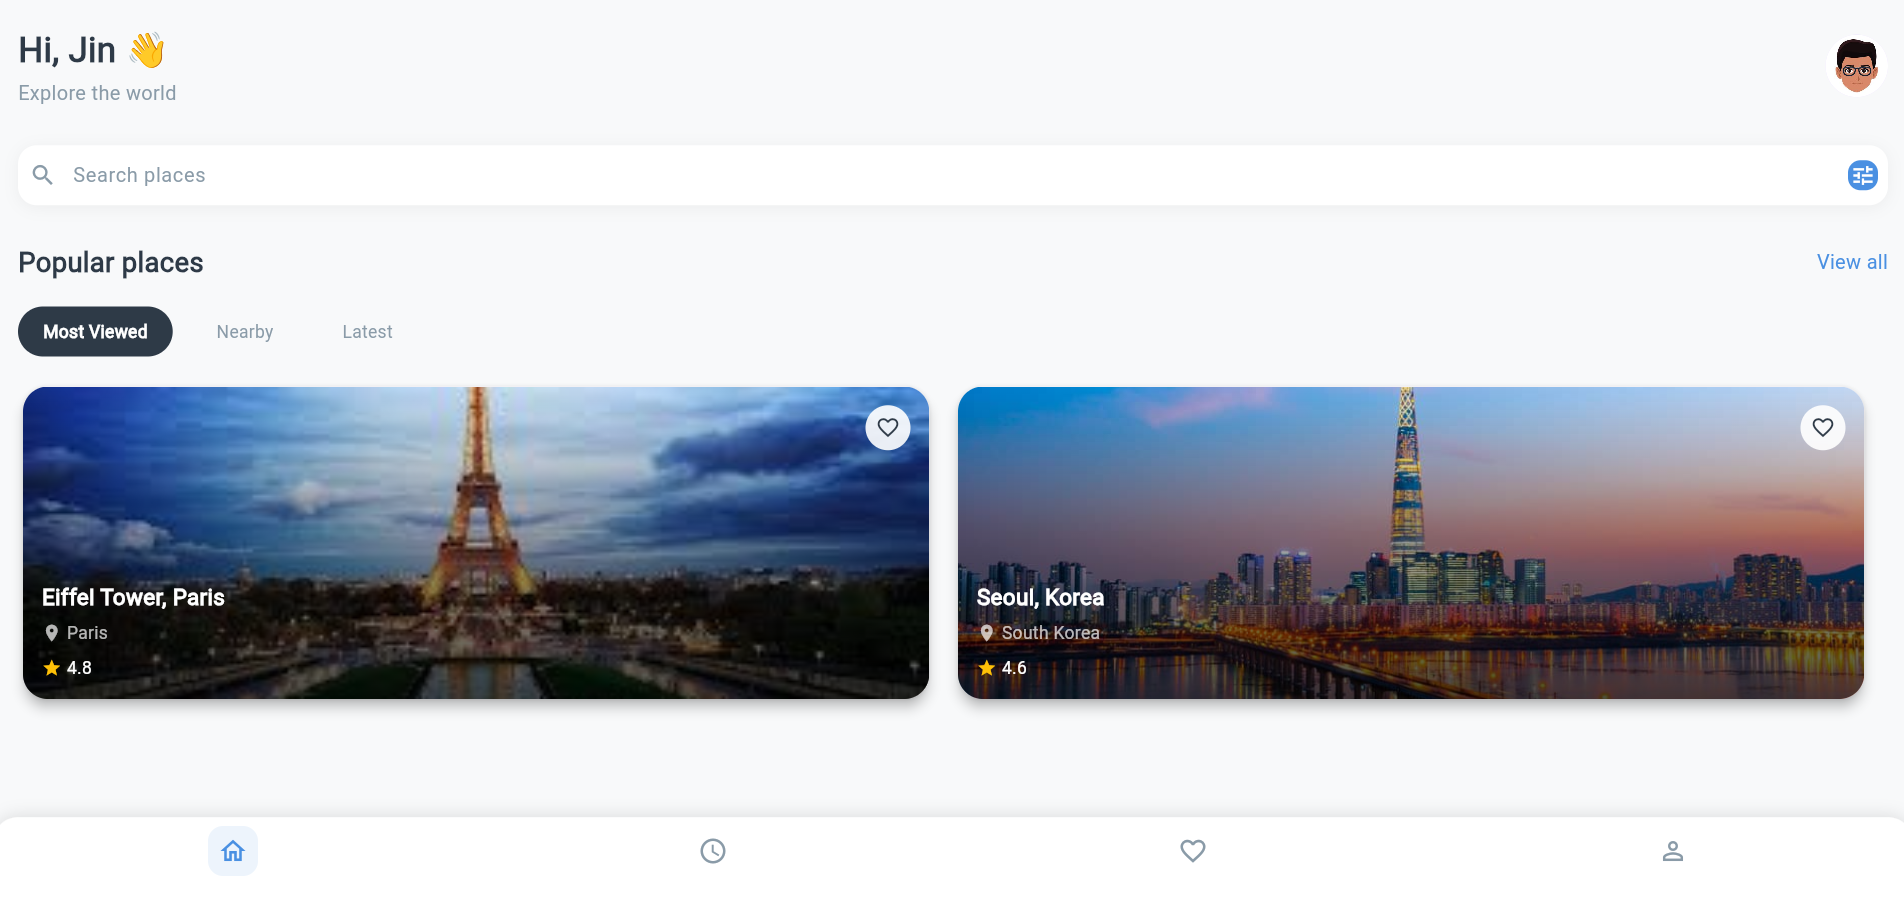 Hi, Jin 👋
Explore the world
Search places
Popular places
View all
Most Viewed
Nearby
Latest
Eiffel Tower, Paris
Paris
4.8
Seoul, Korea
South Korea
4.6